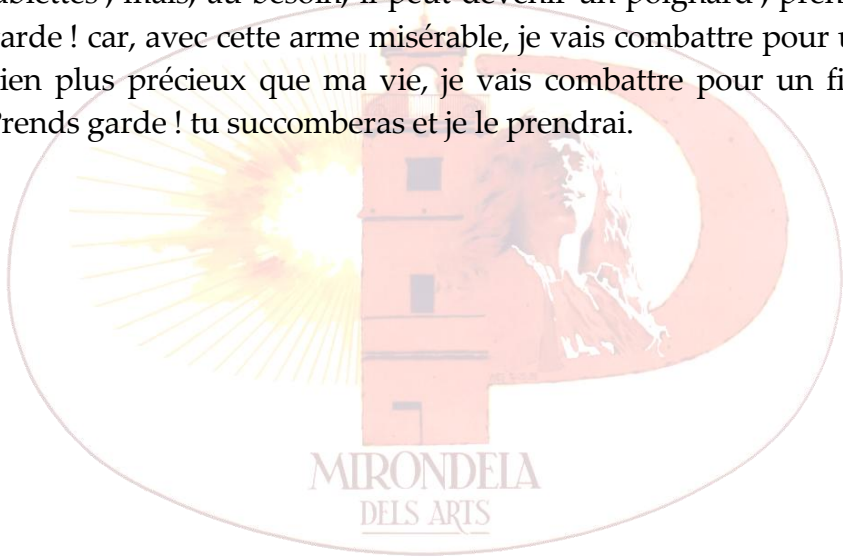 ablettes ; mais, au besoin, il peut devenir un poignard ; prend
arde ! car, avec cette arme misérable, je vais combattre pour u
ien plus précieux que ma vie, je vais combattre pour un fi
rends garde ! tu succomberas et je le prendrai.
MIRONDELA
DELS ARTS